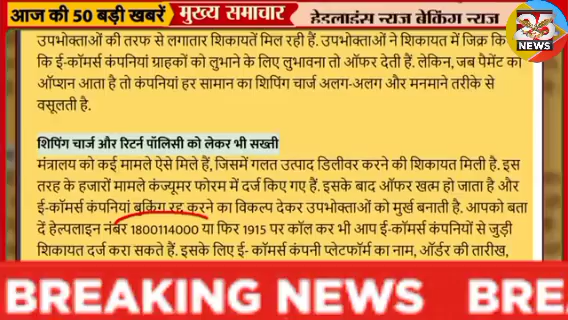 आज की 50 बड़ी खबरें मुख्य समाचार हेडलाइंस न्यूज ब्रेकिंग न्यूज
NEWS
उपभोक्ताओं की तरफ से लगातार शिकायतें मिल रही हैं. उपभोक्ताओं ने शिकायत में जिक्र कि
कि ई-कॉमर्स कंपनियां ग्राहकों को लुभाने के लिए लुभावना तो ऑफर देती हैं. लेकिन, जब पैमेंट का
ऑप्शन आता है तो कंपनियां हर सामान का शिपिंग चार्ज अलग-अलग और मनमाने तरीके से
वसूलती है.
शिपिंग चार्ज और रिटर्न पॉलिसी को लेकर भी सख्ती
मंत्रालय को कई मामले ऐसे मिले हैं, जिसमें गलत उत्पाद डिलीवर करने की शिकायत मिली है. इस
तरह के हजारों मामले कंज्यूमर फोरम में दर्ज किए गए हैं. इसके बाद ऑफर खत्म हो जाता है और
ई-कॉमर्स कंपनियां बुकिंग रद्द करने का विकल्प देकर उपभोक्ताओं को मुर्ख बनाती है. आपको बता
दें हेल्पलाइन नंबर 1800114000 या फिर 1915 पर कॉल कर भी आप ई-कॉमर्स कंपनियों से जुड़ी
शिकायत दर्ज करा सकते हैं. इसके लिए ई- कॉमर्स कंपनी प्लेटफॉर्म का नाम, ऑर्डर की तारीख,
BREAKING NEWS BRE